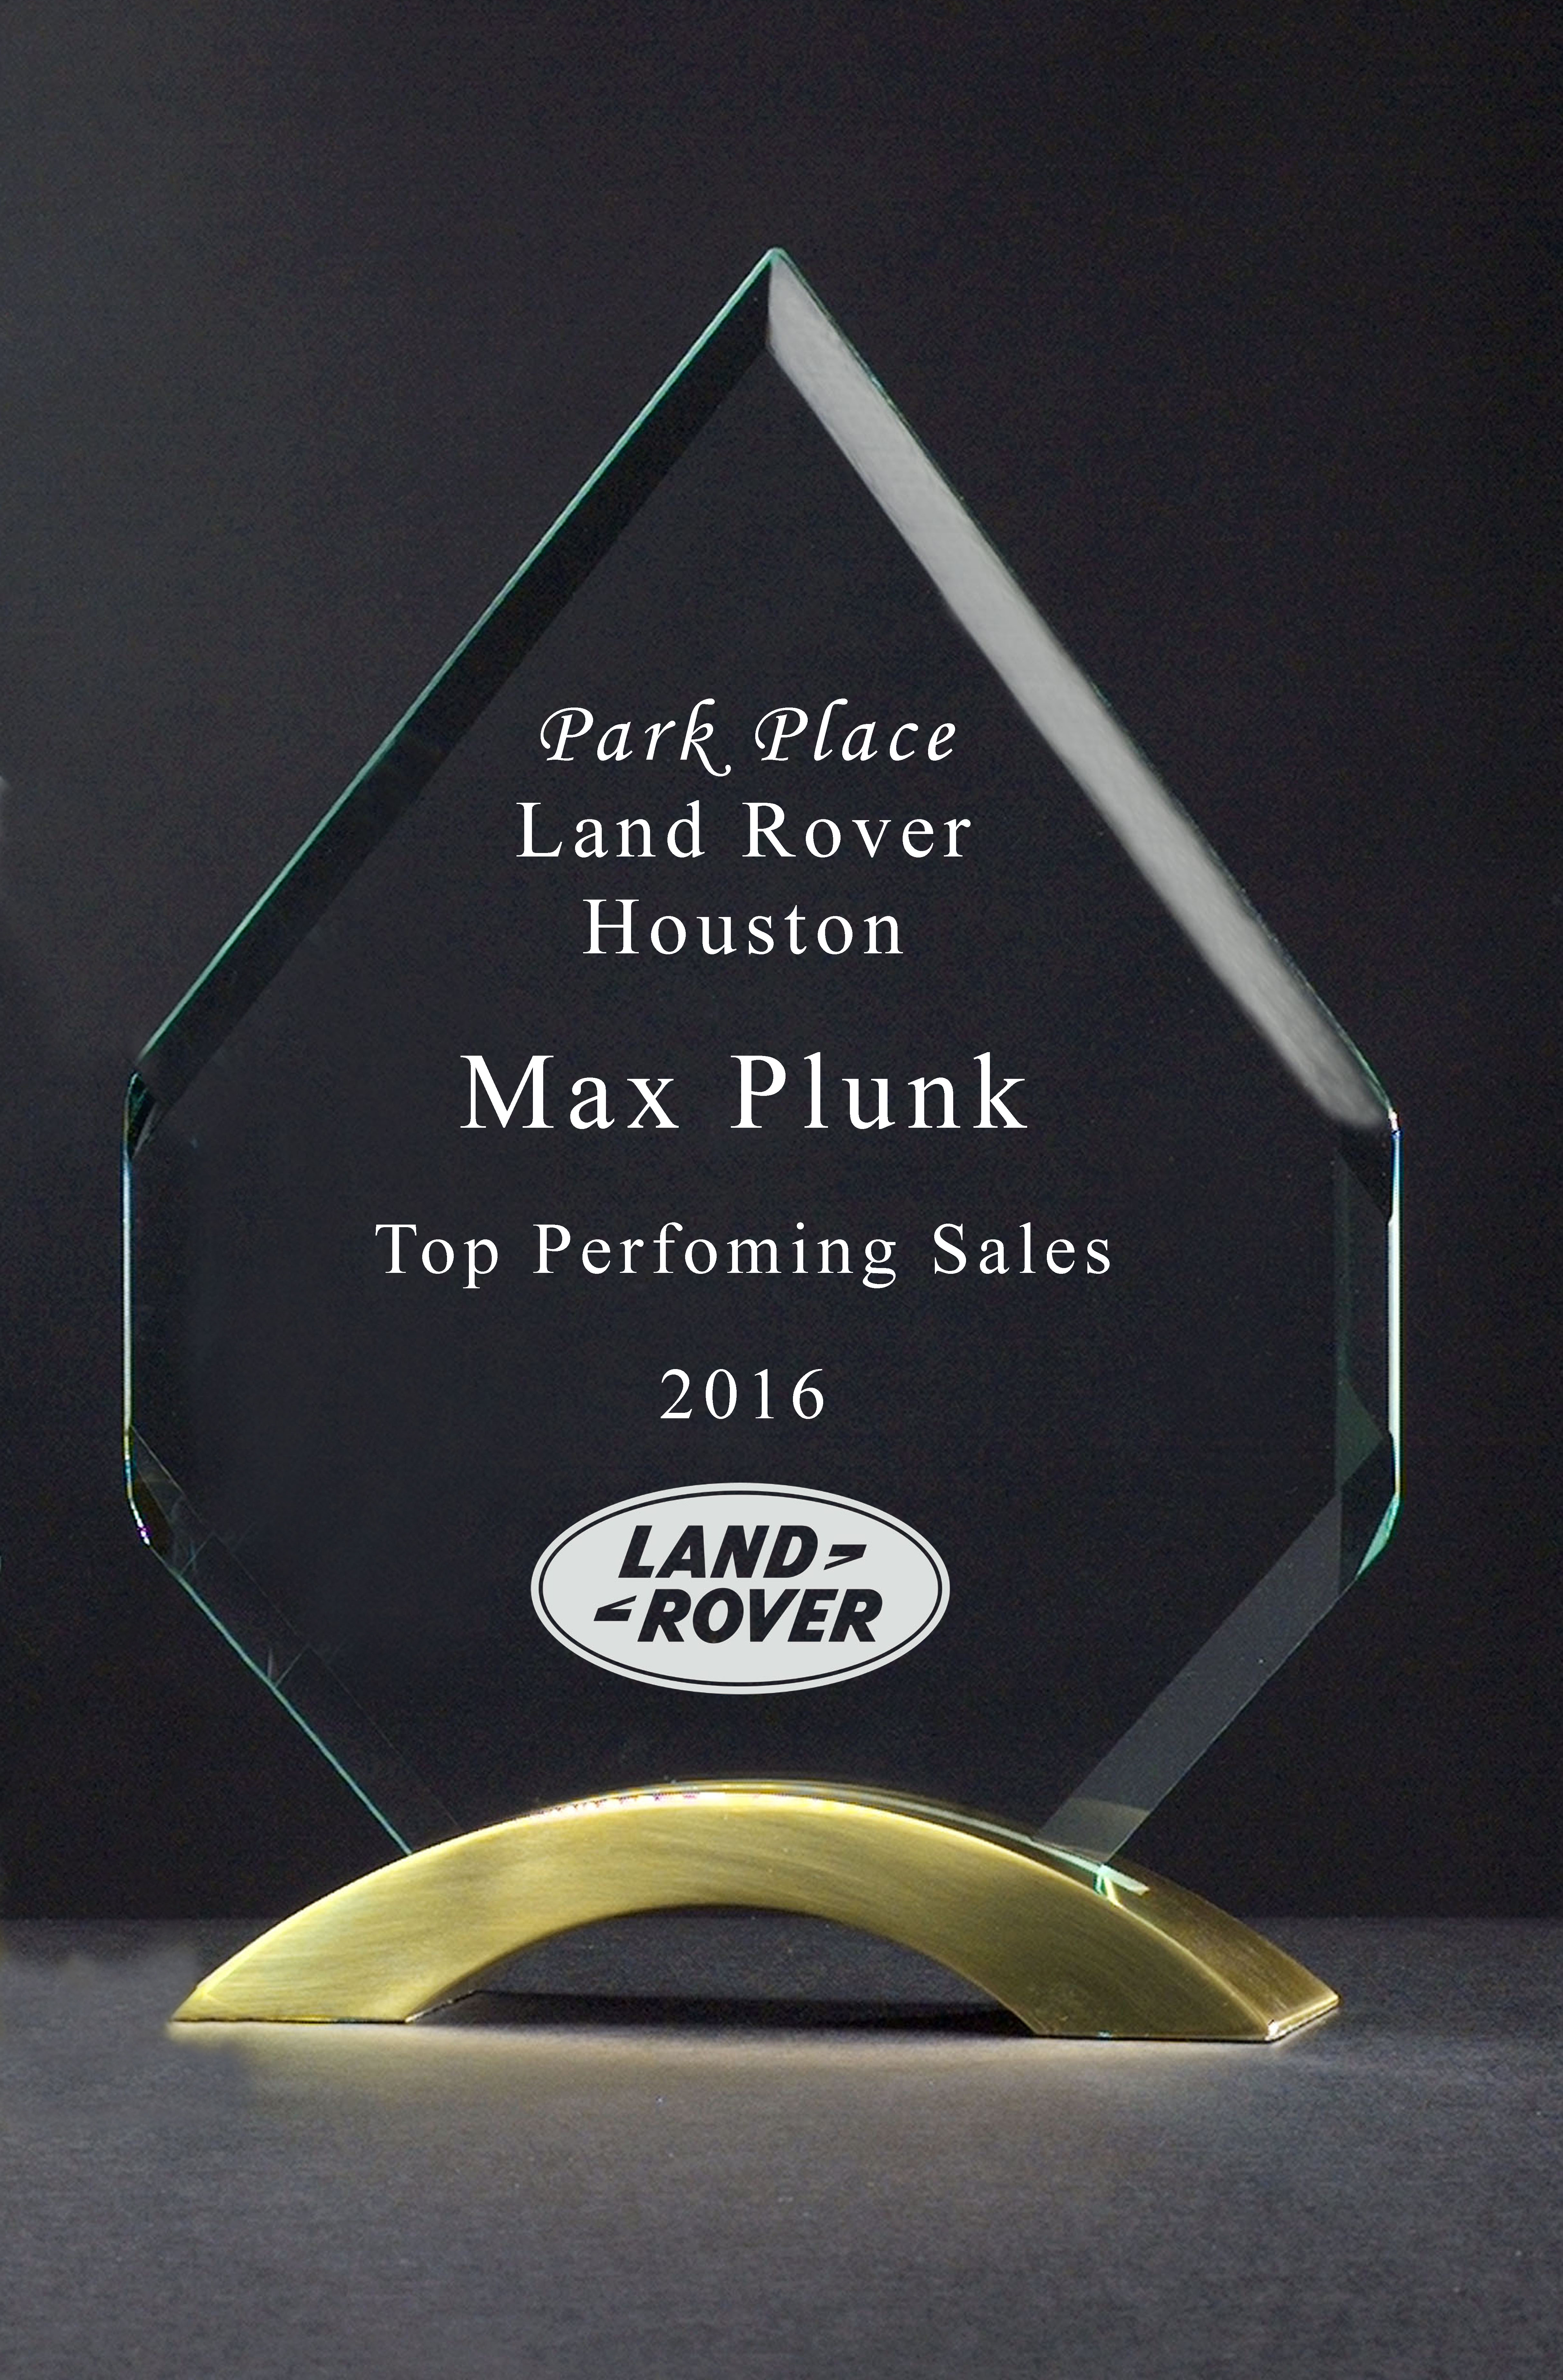 Park Place
Land Rover
Houston
Max Plunk
Top Perfoming Sales
2016
LAND
ROVER